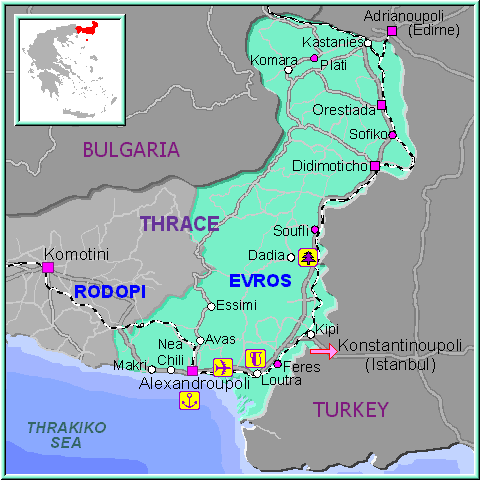 Adrianoupoli
(Edirne)
Kastanies
Komara
Plati
Orestiada
Sofiko
BULGARIA
Didimoticho
THRACE
Soufli
Komotini
Dadia
EVROS
RODOPI
Essimi
Kipi
Nea
Chili
Avas
Konstantinoupoli
(Istanbul)
Makri
Feres
Alexandroupoli
Loutra
TURKEY
THRAKIKO
SEA